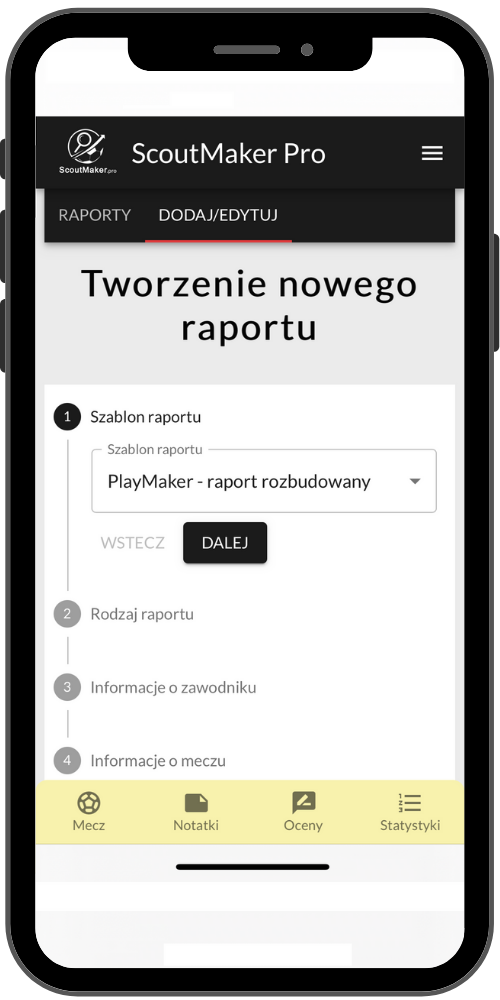 ScoutMaker.pro
ScoutMaker Pro
RAPORTY
DODAJ/EDYTUJ
Tworzenie nowego
raportu
1
Szablon raportu
Szablon raportu
PlayMaker - raport rozbudowany
WSTECZ
DALEJ
2
Rodzaj raportu
3
Informacje o zawodniku
4
Informacje o meczu
Mecz
Notatki
Oceny
Statystyki